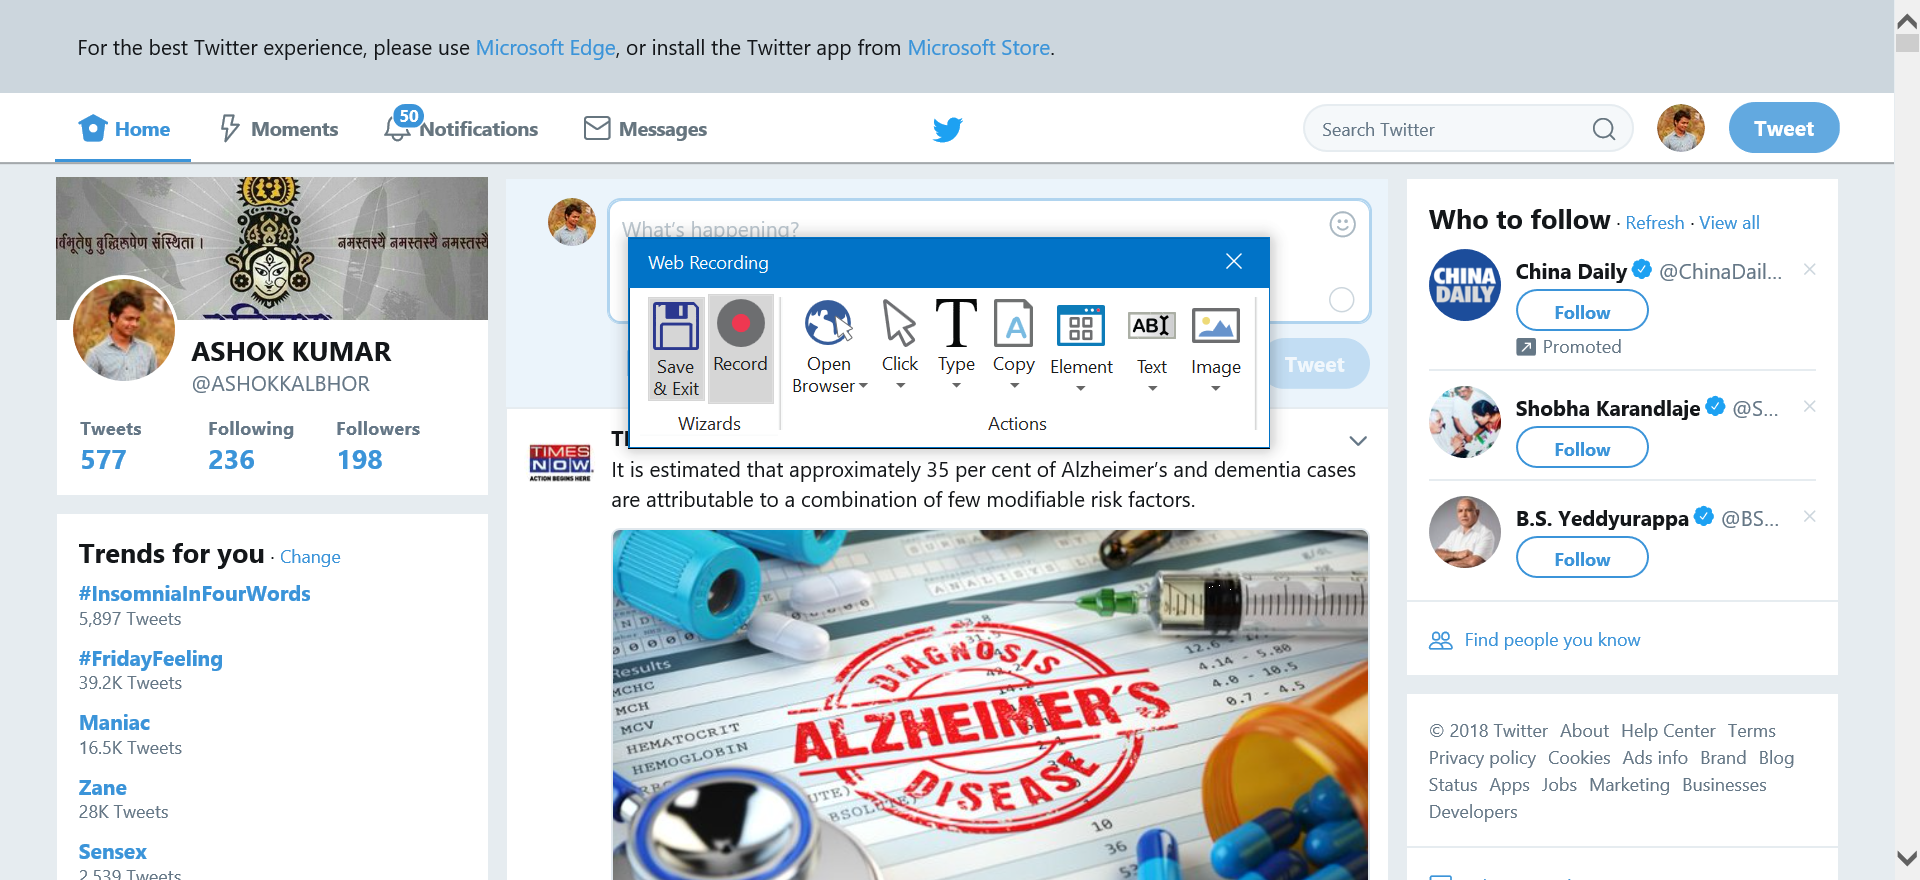 For the best Twitter experience, please use Microsoft Edge, or install the Twitter app from Microsoft Store.
Home
Moments
50
Notifications
Messages
Search Twitter
Tweet
र्वभूतेषु बुद्धिरूपेण संस्थिता ।
नमस्तस्यै नमस्तस्यै नमस्तस्यै
ASHOK KUMAR
@ASHOKKALBHOR
Tweets Following Followers
577 236 198
Trends for you · Change
#InsomniaInFourWords
5,897 Tweets
#FridayFeeling
39.2K Tweets
Maniac
16.5K Tweets
Zane
28K Tweets
Sensex
2,539 Tweets
What's happening?
Web Recording
Save & Exit
Record
Wizards
Open Browser
Click
Type
Copy
Element
ABI
Text
Image
Actions
Tweet
TIMES
NOW
ACTION BEGINS HERE
It is estimated that approximately 35 per cent of Alzheimer's and dementia cases
are attributable to a combination of few modifiable risk factors.
ANALISYS
Results
MCHC
MCH
MCV
HEMATOCRIT
HEMOGLOBIN
12.6
4.14 - 5.80
4.0 - 10.5
0.7 - 4.5
DIAGNOSIS
ALZHEIMER'S
DISEASE
10
36
Who to follow · Refresh · View all
CHINA
DAILY
China Daily @ChinaDail...
Follow
Promoted
Shobha Karandlaje @S...
Follow
B.S. Yeddyurappa @BS...
Follow
Find people you know
© 2018 Twitter About Help Center Terms
Privacy policy Cookies Ads info Brand Blog
Status Apps Jobs Marketing Businesses
Developers